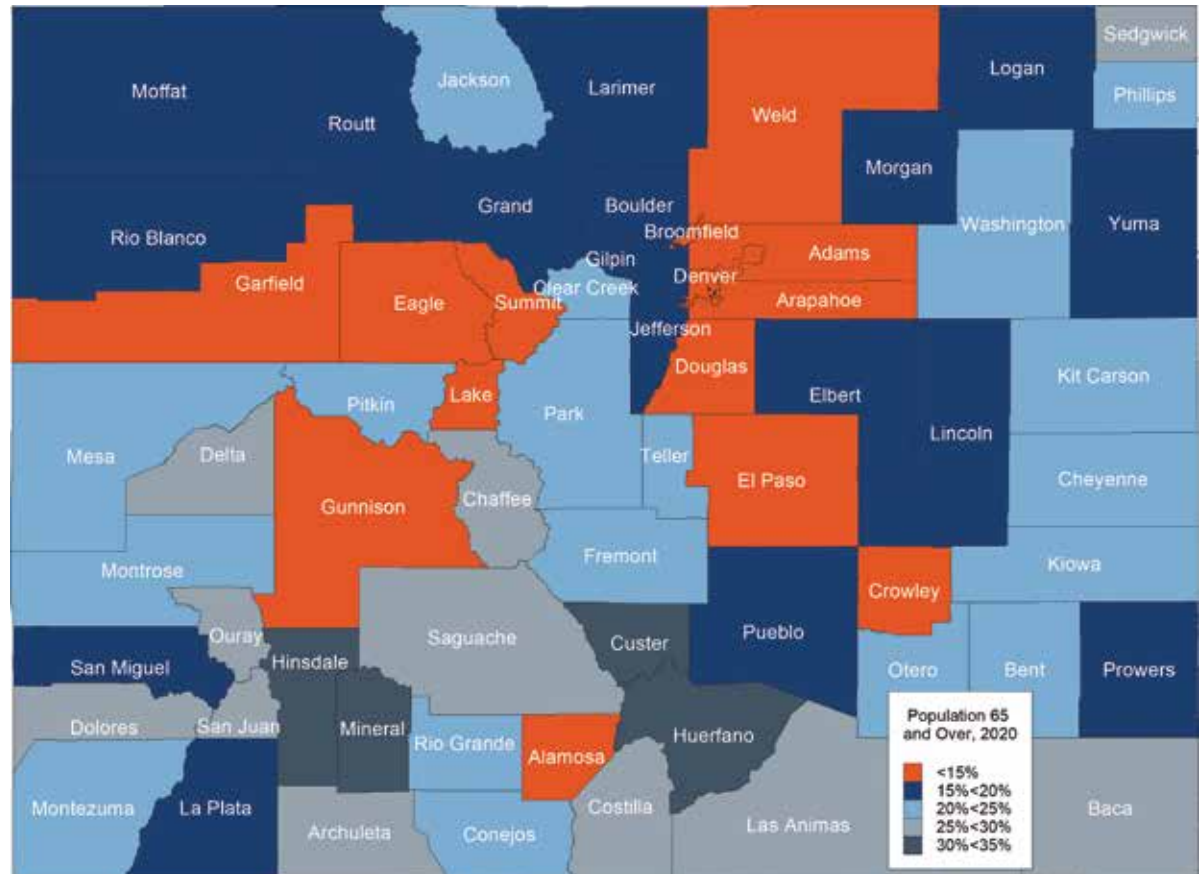 Sedgwick
Logan
Jackson
Larimer
Moffat
Phillips
Routt
Weld
Morgan
Grand
Boulder
Washington
Yuma
Rio Blanco
Broomfield
Gilpin
Adams
Denver
Garfield
Clear Creek
Eagle
Summit
Arapahoe
Jefferson
Douglas
Kit Carson
Lake
Elbert
Pitkin
Park
Lincoln
Mesa
Delta
Teller
Cheyenne
El Paso
Chaffee
Gunnison
Fremont
Kiowa
Montrose
Crowley
Ouray
Saguache
Custer
Pueblo
Hinsdale
San Miguel
Otero
Bent
Prowers
Dolores
San Juan
Mineral
Rio Grande
Huerfano
Alamosa
Montezuma
La Plata
Archuleta
Conejos
Costilla
Las Animas
Baca
Population 65
and Over, 2020
<15%
15%<20%
20%<25%
25%<30%
30%<35%